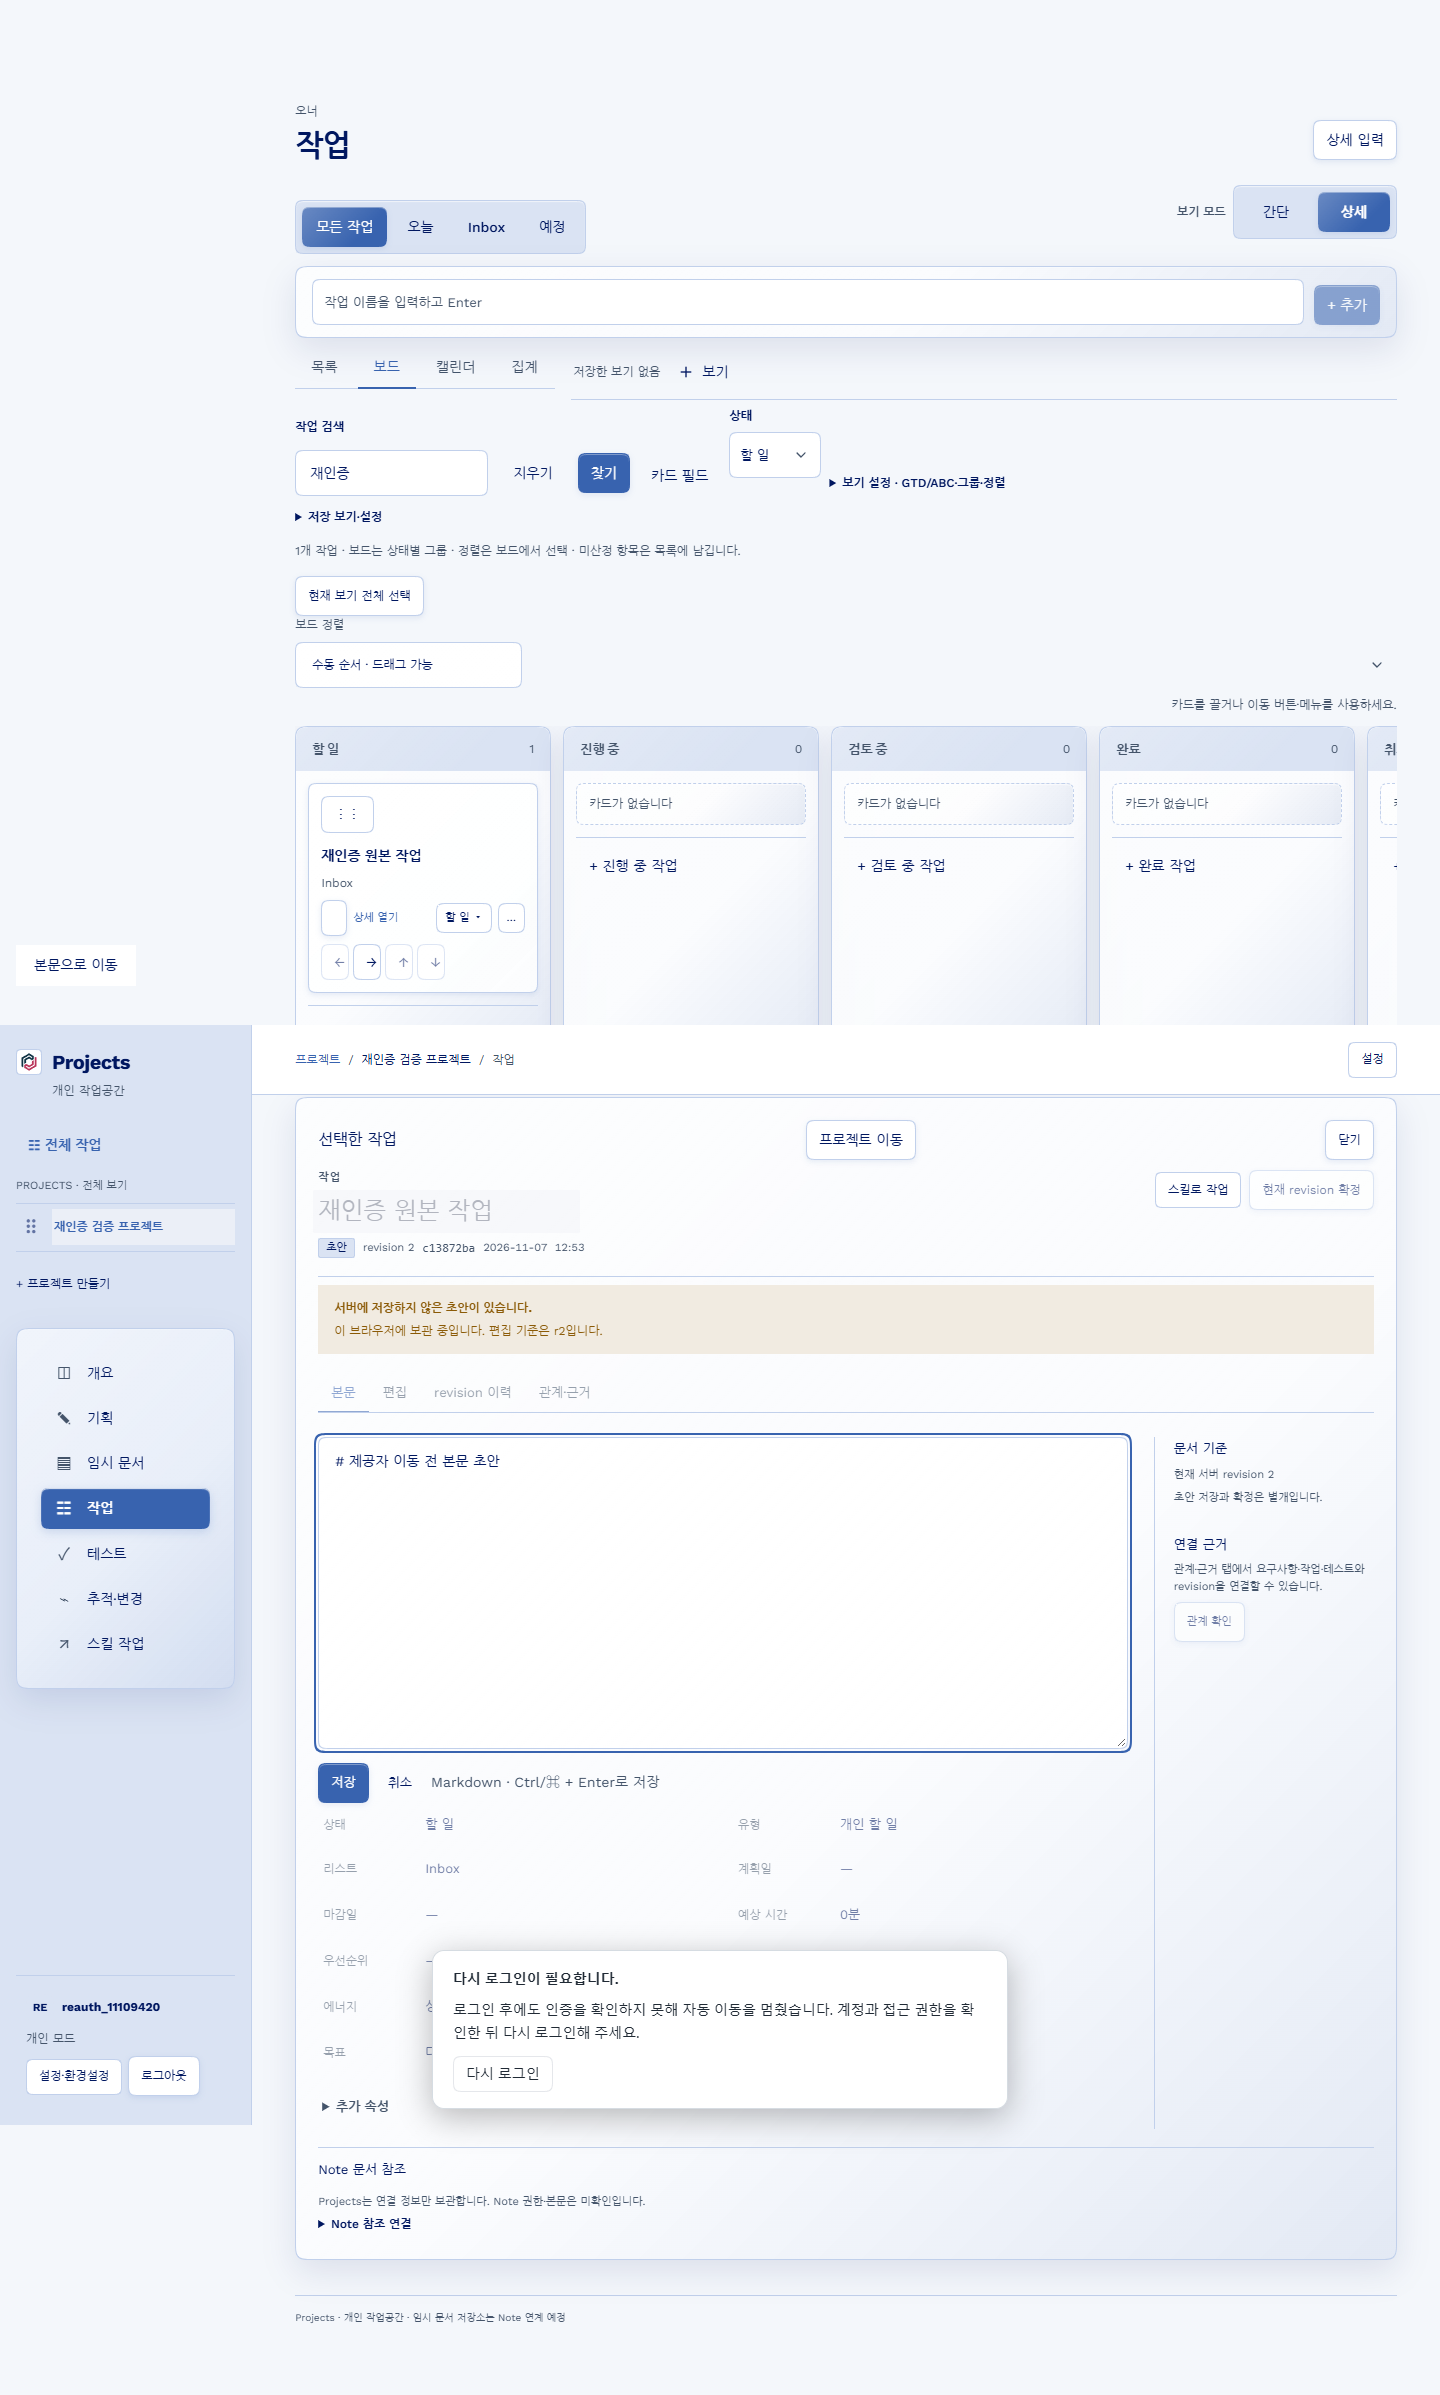 오너
작업
상세 입력
모든 작업
오늘
Inbox
예정
보기 모드
간단
상세
작업 이름을 입력하고 Enter
+ 추가
목록
보드
캘린더
집계
저장한 보기 없음
+ 보기
작업 검색
상태
재인증
지우기
찾기
카드 필드
할 일
▶ 보기 설정 · GTD/ABC·그룹·정렬
▶ 저장 보기·설정
1개 작업 · 보드는 상태별 그룹 · 정렬은 보드에서 선택 · 미산정 항목은 목록에 남깁니다.
현재 보기 전체 선택
보드 정렬
수동 순서 · 드래그 가능
카드를 끌거나 이동 버튼·메뉴를 사용하세요.
할 일
1
진행 중
0
검토 중
0
완료
0
취
재인증 원본 작업
Inbox
상세 열기
할 일
...
← → ↑ ↓
카드가 없습니다
+ 진행 중 작업
카드가 없습니다
+ 검토 중 작업
카드가 없습니다
+ 완료 작업
본문으로 이동
Projects
개인 작업공간
전체 작업
PROJECTS · 전체 보기
재인증 검증 프로젝트
+ 프로젝트 만들기
개요
기획
임시 문서
작업
테스트
추적·변경
스킬 작업
RE
reauth_11109420
개인 모드
설정·환경설정
로그아웃
프로젝트 / 재인증 검증 프로젝트 / 작업
설정
선택한 작업
프로젝트 이동
닫기
작업
재인증 원본 작업
스킬로 작업
현재 revision 확정
초안
revision 2 c13872ba 2026-11-07 12:53
서버에 저장하지 않은 초안이 있습니다.
이 브라우저에 보관 중입니다. 편집 기준은 r2입니다.
본문
편집
revision 이력
관계·근거
# 제공자 이동 전 본문 초안
문서 기준
현재 서버 revision 2
초안 저장과 확정은 별개입니다.
연결 근거
관계·근거 탭에서 요구사항·작업·테스트와
revision을 연결할 수 있습니다.
관계 확인
저장
취소
Markdown · Ctrl/⌘ + Enter로 저장
상태
할 일
유형
개인 할 일
리스트
Inbox
계획일
—
마감일
—
예상 시간
0분
우선순위
에너지
목표
▶ 추가 속성
다시 로그인이 필요합니다.
로그인 후에도 인증을 확인하지 못해 자동 이동을 멈췄습니다. 계정과 접근 권한을 확
인한 뒤 다시 로그인해 주세요.
다시 로그인
Note 문서 참조
Projects는 연결 정보만 보관합니다. Note 권한·본문은 미확인입니다.
▶ Note 참조 연결
Projects · 개인 작업공간 · 임시 문서 저장소는 Note 연계 예정